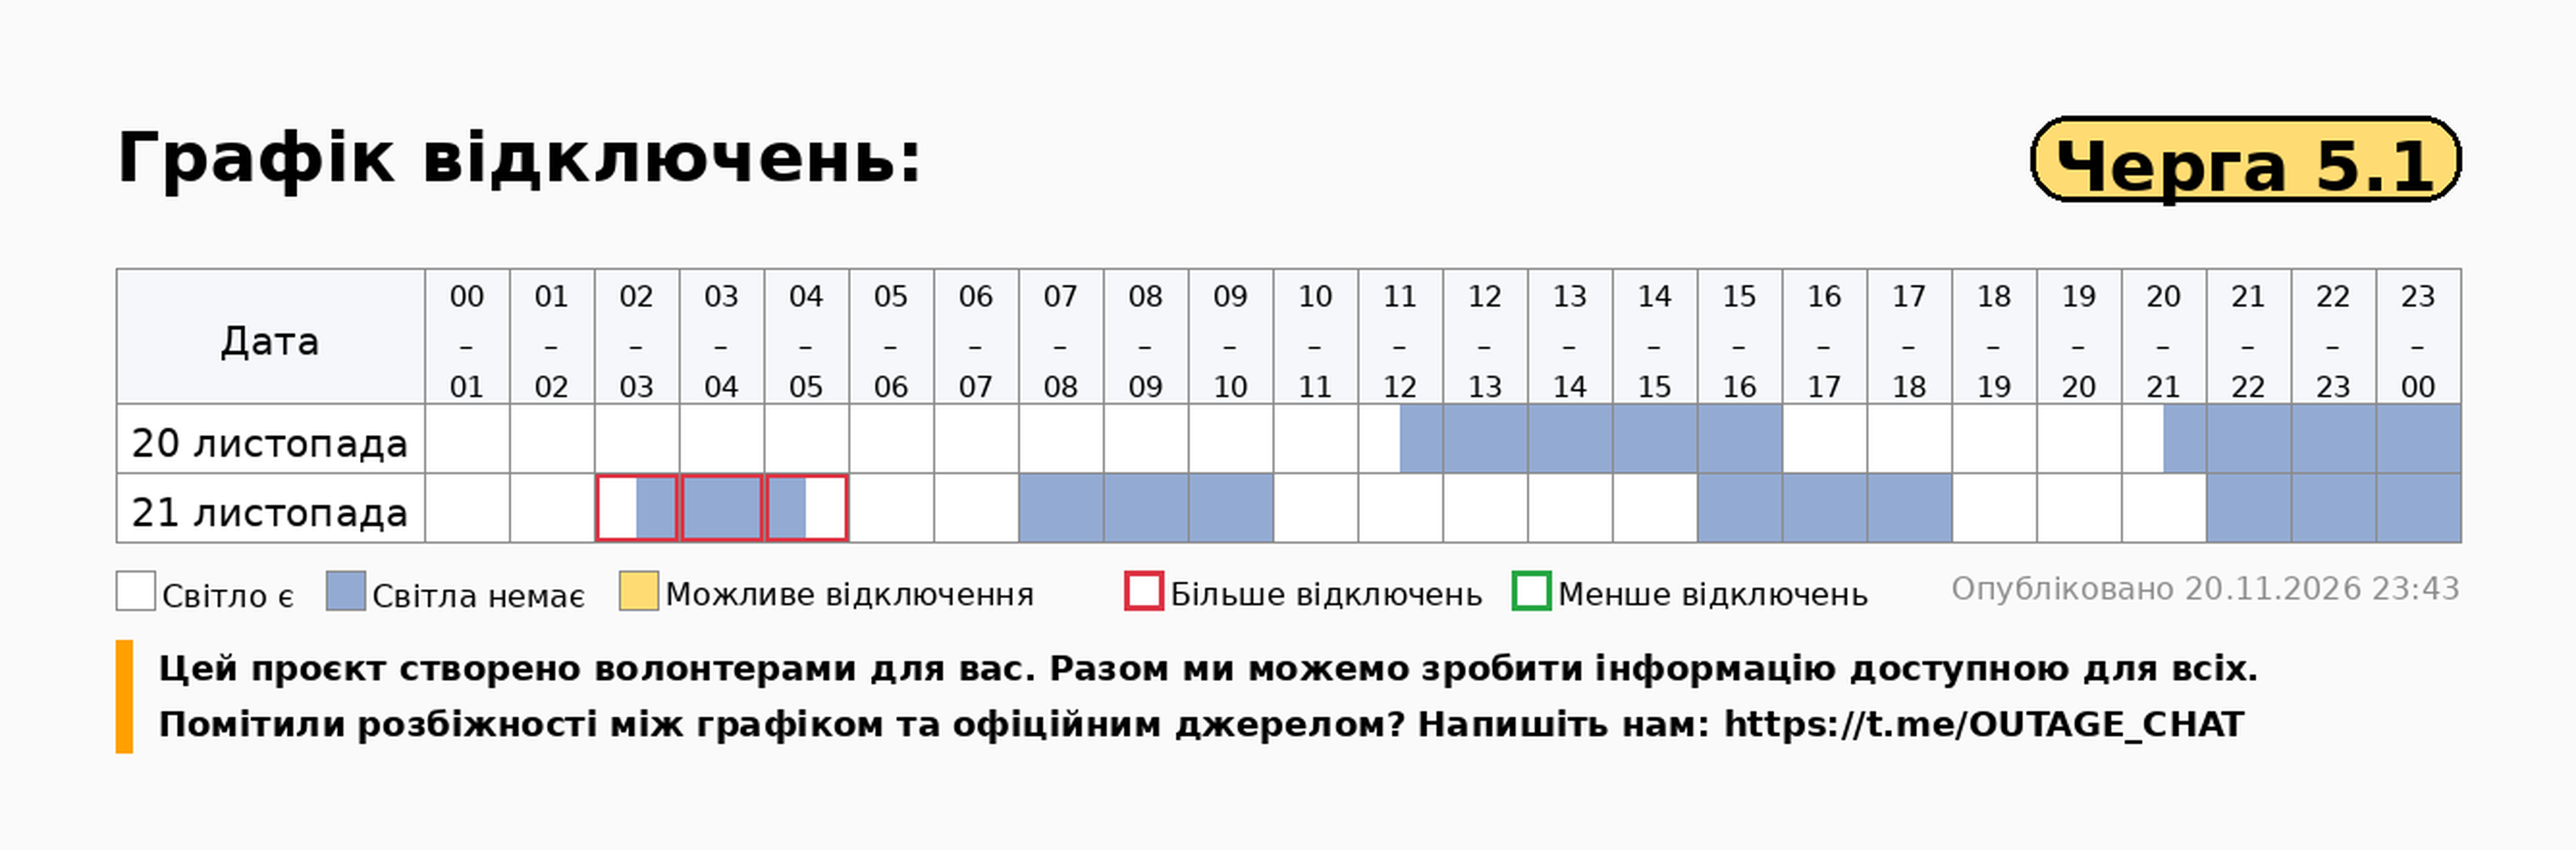 Графік відключень:
Черга 5.1
Дата
00 – 01
01 – 02
02 – 03
03 – 04
04 – 05
05 – 06
06 – 07
07 – 08
08 – 09
09 – 10
10 – 11
11 – 12
12 – 13
13 – 14
14 – 15
15 – 16
16 – 17
17 – 18
18 – 19
19 – 20
20 – 21
21 – 22
22 – 23
23 – 00
20 листопада
21 листопада
Світло є
Світла немає
Можливе відключення
Більше відключень
Менше відключень
Опубліковано 20.11.2026 23:43
Цей проєкт створено волонтерами для вас. Разом ми можемо зробити інформацію доступною для всіх.
Помітили розбіжності між графіком та офіційним джерелом? Напишіть нам: https://t.me/OUTAGE_CHAT